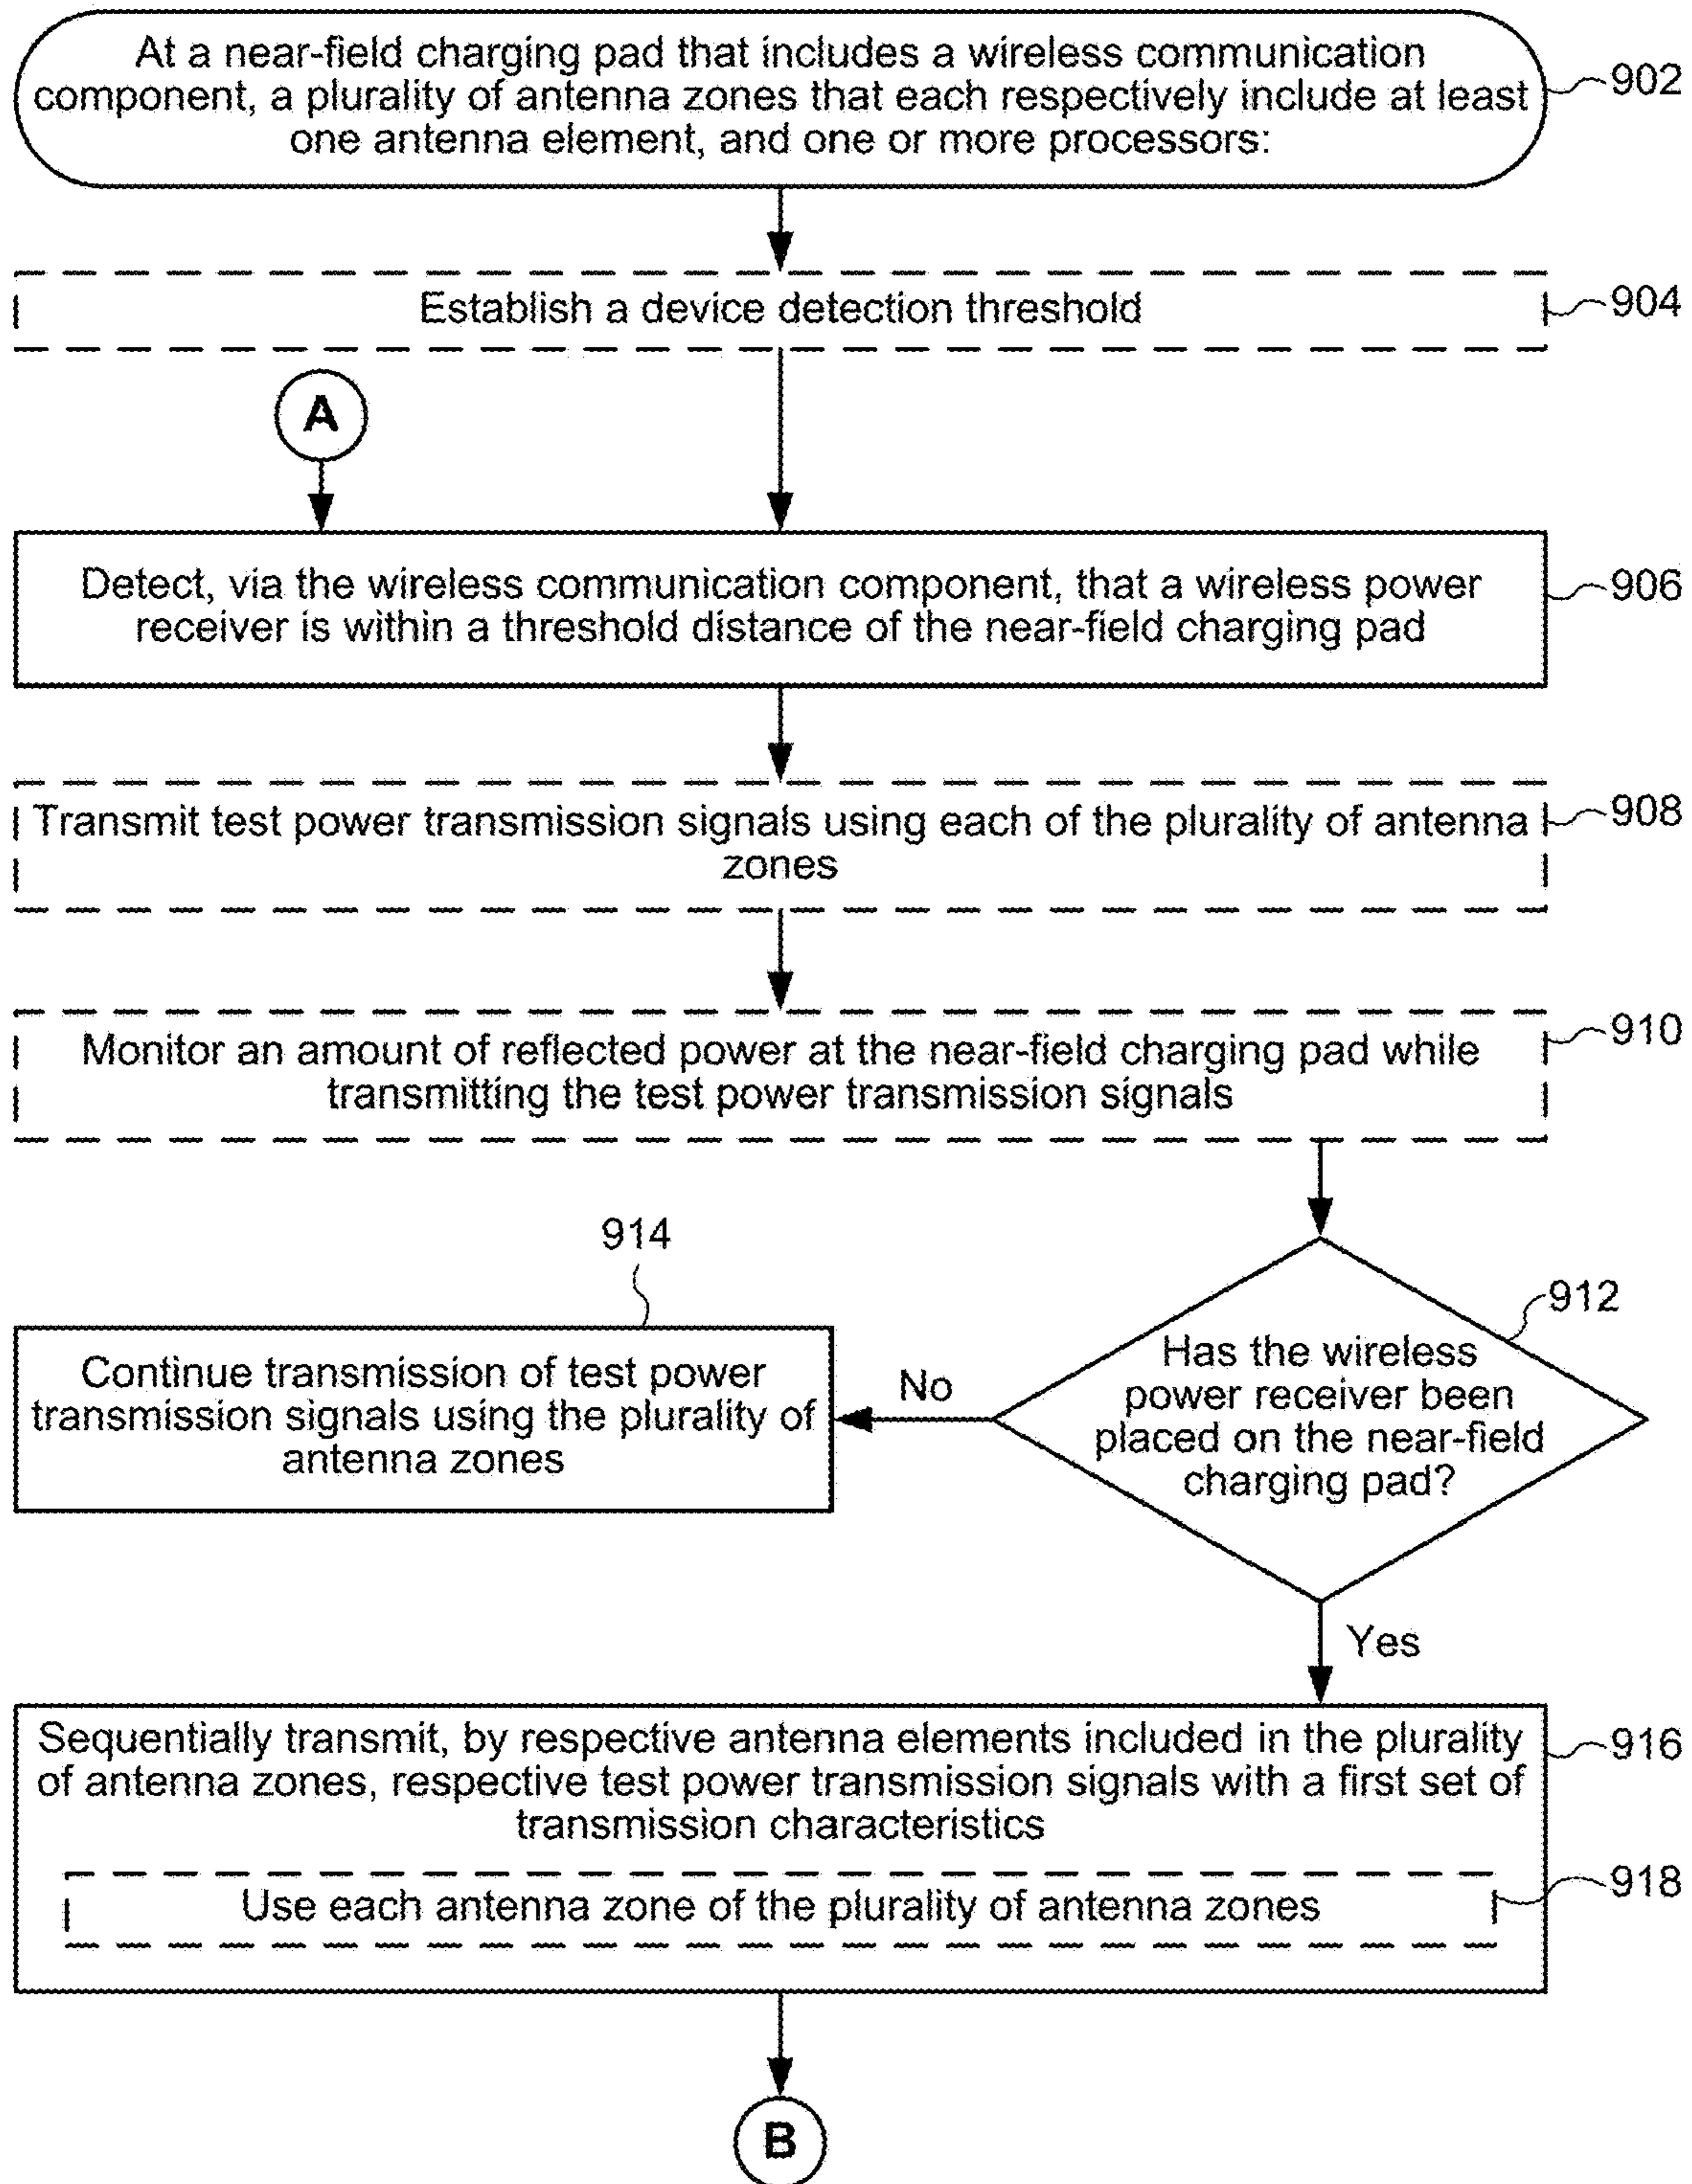 At a near-field charging pad that includes a wireless communication
component, a plurality of antenna zones that each respectively include at least
one antenna element, and one or more processors:
902
Establish a device detection threshold
904
A
Detect, via the wireless communication component, that a wireless power
receiver is within a threshold distance of the near-field charging pad
906
Transmit test power transmission signals using each of the plurality of antenna
zones
908
Monitor an amount of reflected power at the near-field charging pad while
transmitting the test power transmission signals
910
914
Continue transmission of test power
transmission signals using the plurality of
antenna zones
No
912
Has the wireless
power receiver been
placed on the near-field
charging pad?
Yes
Sequentially transmit, by respective antenna elements included in the plurality
of antenna zones, respective test power transmission signals with a first set of
transmission characteristics
916
Use each antenna zone of the plurality of antenna zones
918
B